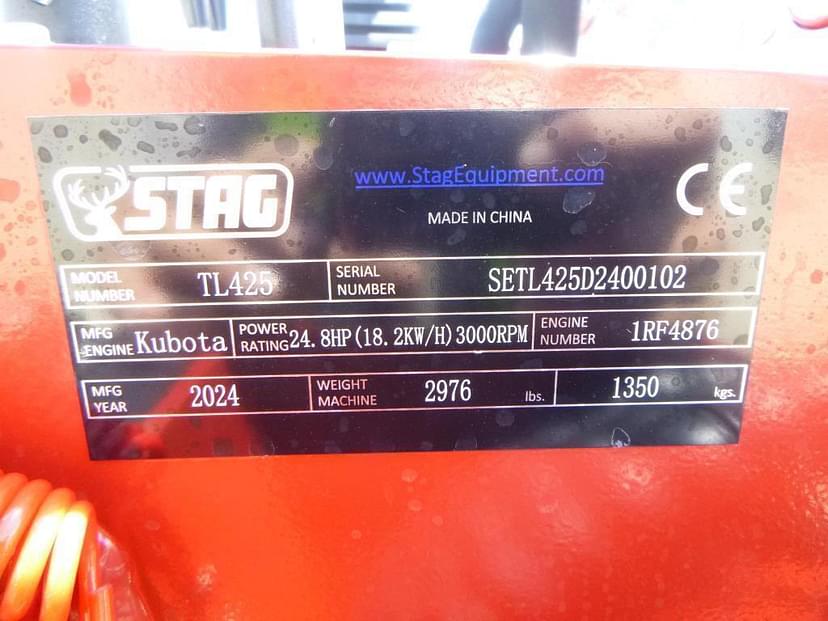 STAG
www.StagEquipment.com
CE
MADE IN CHINA
MODEL NUMBER TL425 SERIAL NUMBER SETL425D2400102
MFG ENGINE Kubota POWER RATING 24.8HP(18.2KW/H)3000RPM ENGINE NUMBER 1RF4876
MFG YEAR 2024 WEIGHT MACHINE 2976 lbs. 1350 kgs.